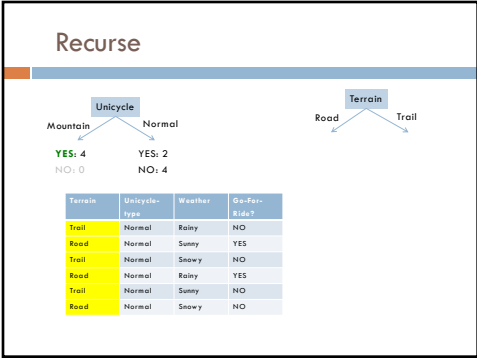 Recurse
Unicycle
Mountain Normal
YES: 4 YES: 2
NO: 0 NO: 4
Terrain
Road Trail
Terrain Unicycle-type Weather Go-For-Ride?
Trail Normal Rainy NO
Road Normal Sunny YES
Trail Normal Snowy NO
Road Normal Rainy YES
Trail Normal Sunny NO
Road Normal Snowy NO